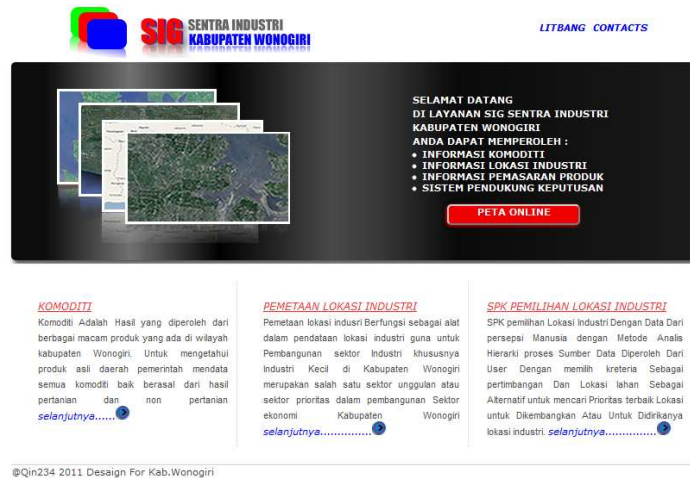 SIG SENTRA INDUSTRI
KABUPATEN WONOGIRI
LITBANG CONTACTS
SELAMAT DATANG
DI LAYANAN SIG SENTRA INDUSTRI
KABUPATEN WONOGIRI
ANDA DAPAT MEMPEROLEH :
• INFORMASI KOMODITI
• INFORMASI LOKASI INDUSTRI
• INFORMASI PEMASARAN PRODUK
• SISTEM PENDUKUNG KEPUTUSAN
PETA ONLINE
KOMODITI
Komoditi Adalah Hasil yang diperoleh dari
berbagai macam produk yang ada di wilayah
kabupaten Wonogiri. Untuk mengetahui
produk asli daerah pemerintah mendata
semua komoditi baik berasal dari hasil
pertanian dan non pertanian
selanjutnya......
PEMETAAN LOKASI INDUSTRI
Pemetaan lokasi indusri Berfungsi sebagai alat
dalam pendataan lokasi industri guna untuk
Pembangunan sektor Industri khususnya
Industri Kecil di Kabupaten Wonogiri
merupakan salah satu sektor unggulan atau
sektor prioritas dalam pembangunan Sektor
ekonomi Kabupaten Wonogiri
selanjutnya...............
SPK PEMILIHAN LOKASI INDUSTRI
SPK pemilihan Lokasi Industri Dengan Data Dari
persepsi Manusia dengan Metode Analis
Hierarki proses Sumber Data Diperoleh Dari
User Dengan memilih kreteria Sebagai
pertimbangan Dan Lokasi lahan Sebagai
Alternatif untuk mencari Prioritas terbaik Lokasi
untuk Dikembangkan Atau Untuk Didirikanya
lokasi industri. selanjutnya...............
@Qin234 2011 Desaign For Kab.Wonogiri